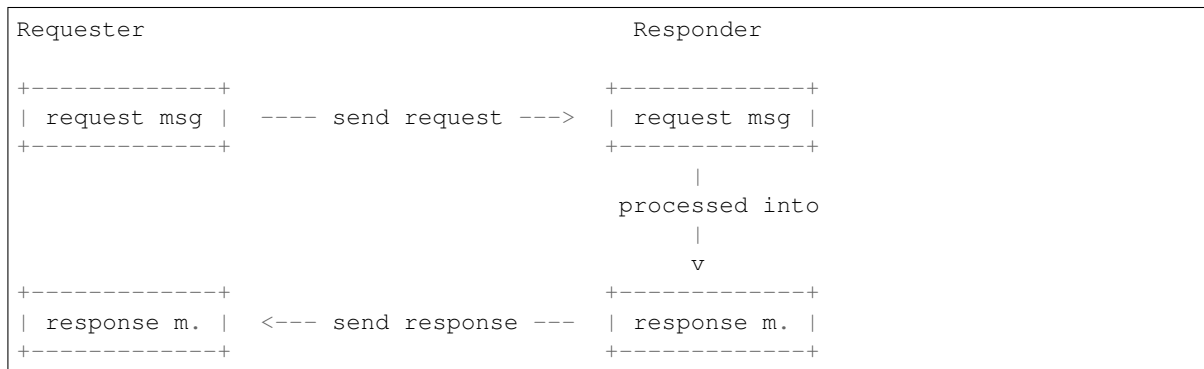 Requester                                Responder
+-------------+                        +-------------+
| request msg |  ---- send request --->  | request msg |
+-------------+                        +-------------+
|
processed into
|
v
+-------------+                        +-------------+
| response m. |  <--- send response ---  | response m. |
+-------------+                        +-------------+